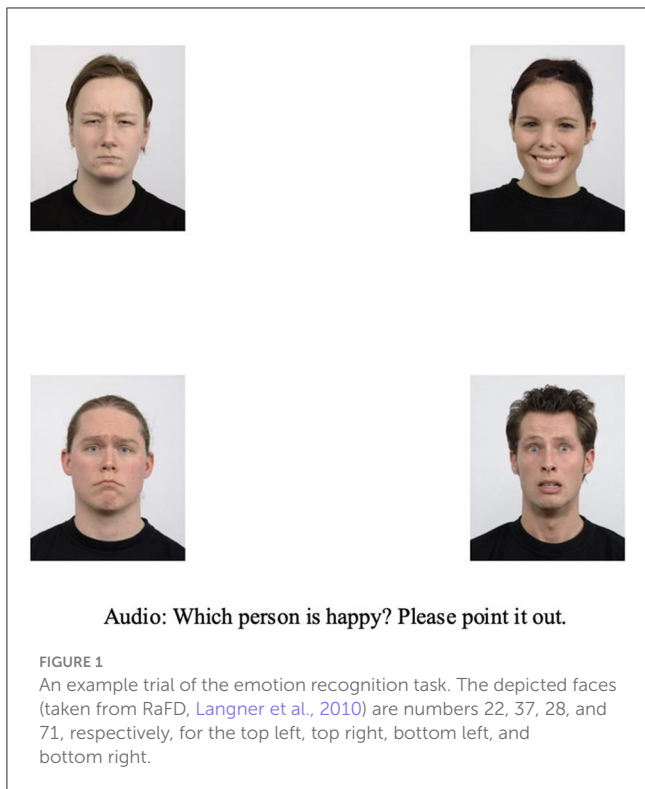 Audio: Which person is happy? Please point it out.
FIGURE 1
An example trial of the emotion recognition task. The depicted faces
(taken from RaFD, Langner et al., 2010) are numbers 22, 37, 28, and
71, respectively, for the top left, top right, bottom left, and
bottom right.